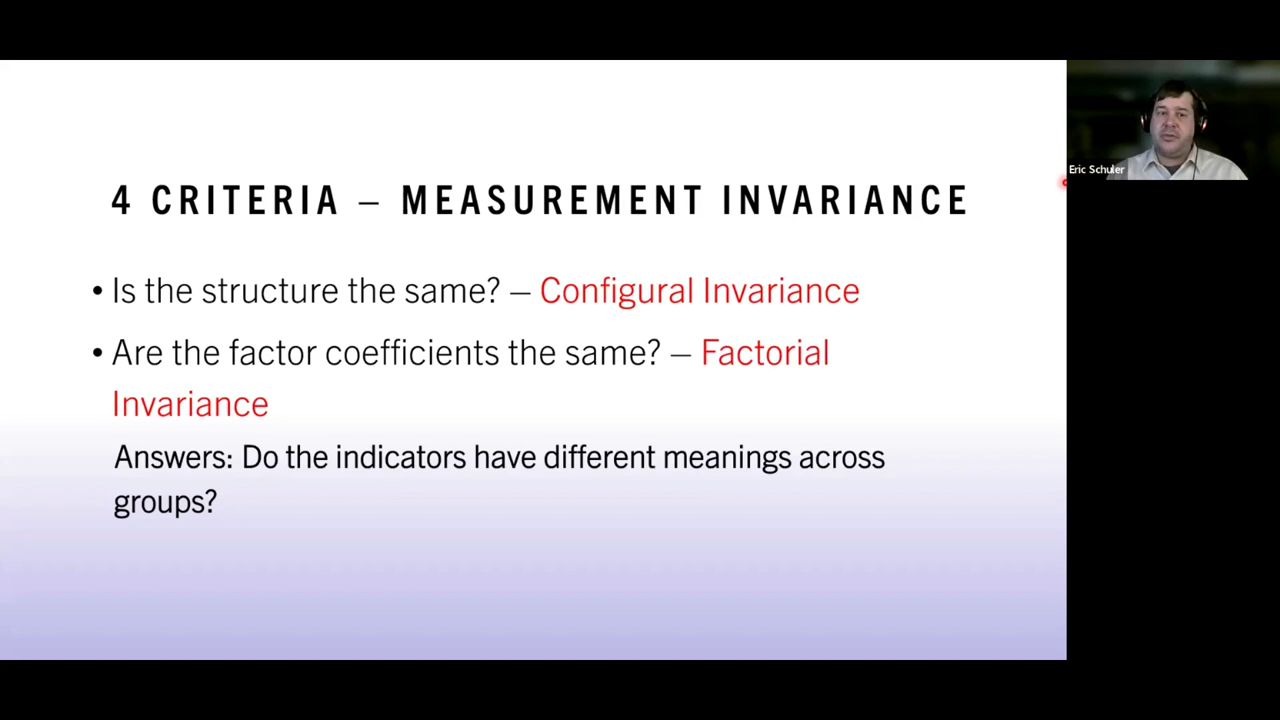 4 CRITERIA – MEASUREMENT INVARIANCE
• Is the structure the same? – Configural Invariance
• Are the factor coefficients the same? – Factorial
Invariance
Answers: Do the indicators have different meanings across
groups?
Eric Schuler